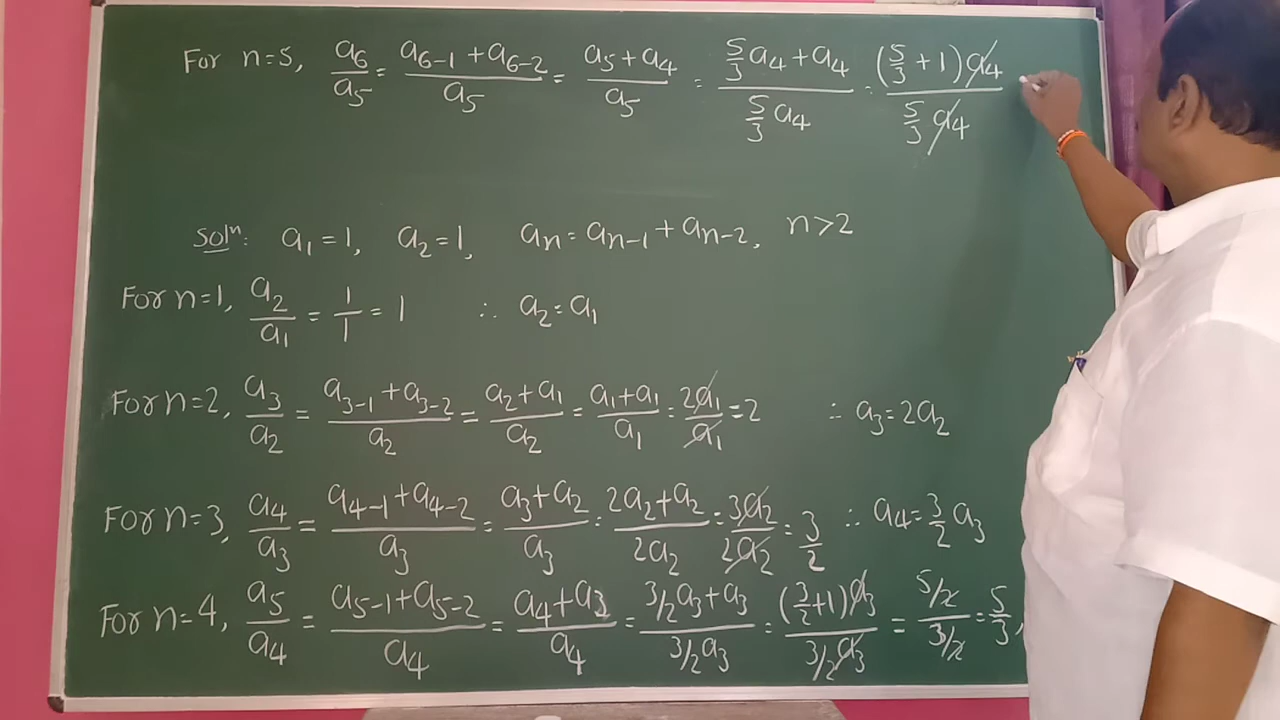 For n=5, a6/a5 = (a6-1 + a6-2)/a5 = (a5 + a4)/a5 = (5/3 a4 + a4)/(5/3 a4) = ((5/3 + 1) a4)/(5/3 a4)
Solⁿ: a1 = 1, a2 = 1, an = an-1 + an-2, n > 2
For n=1, a2/a1 = 1/1 = 1 ∴ a2 = a1
For n=2, a3/a2 = (a3-1 + a3-2)/a2 = (a2 + a1)/a2 = (a1 + a1)/a1 = 2a1/a1 = 2 ∴ a3 = 2a2
For n=3, a4/a3 = (a4-1 + a4-2)/a3 = (a3 + a2)/a3 = (2a2 + a2)/2a2 = 3a2/2a2 = 3/2 ∴ a4 = 3/2 a3
For n=4, a5/a4 = (a5-1 + a5-2)/a4 = (a4 + a3)/a4 = (3/2 a3 + a3)/(3/2 a3) = ((3/2 + 1) a3)/(3/2 a3) = (5/2)/(3/2) = 5/3,